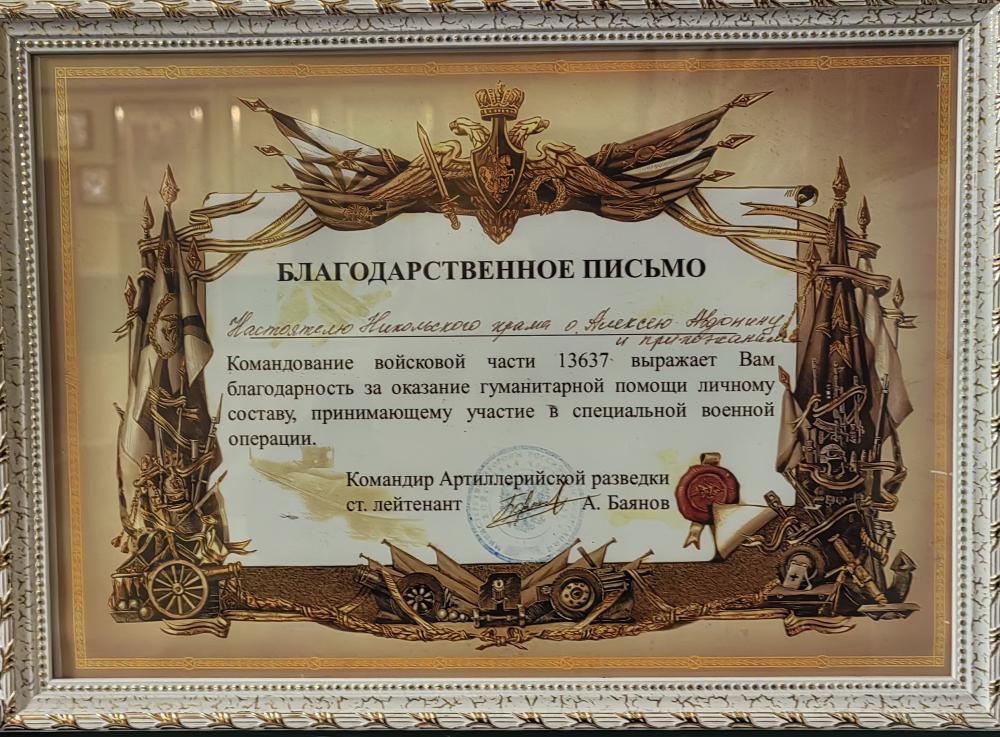 БЛАГОДАРСТВЕННОЕ ПИСЬМО
Настоятелю Никольского храма о. Алексею Авдонину
и прихожанам
Командование войсковой части 13637 выражает Вам
благодарность за оказание гуманитарной помощи личному
составу, принимающему участие в специальной военной
операции.
Командир Артиллерийской разведки
ст. лейтенант А. Баянов